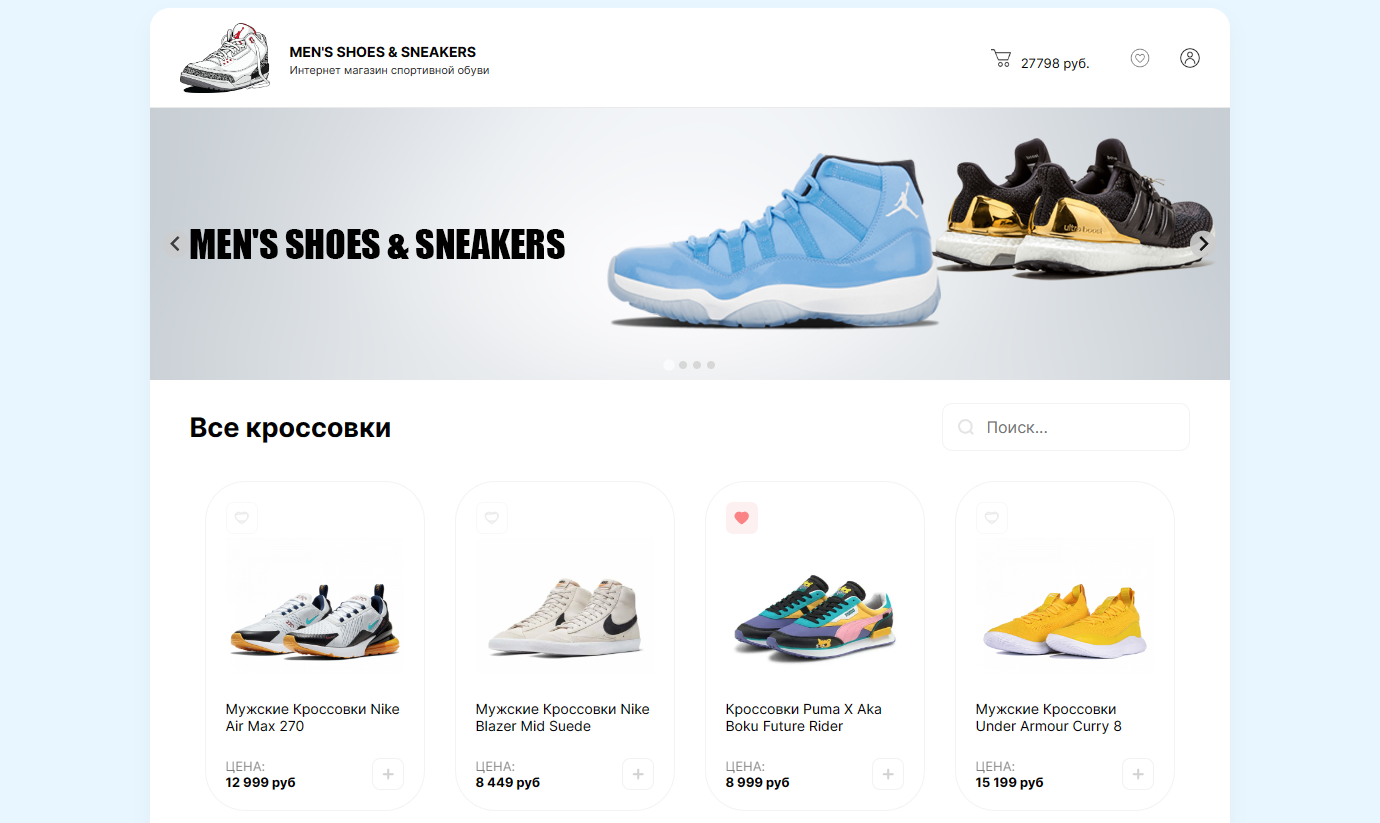 MEN'S SHOES & SNEAKERS
Интернет магазин спортивной обуви
27798 руб.
MEN'S SHOES & SNEAKERS
ultra boost
Все кроссовки
Поиск...
Мужские Кроссовки Nike
Air Max 270
ЦЕНА:
12 999 руб
Мужские Кроссовки Nike
Blazer Mid Suede
ЦЕНА:
8 449 руб
Кроссовки Puma X Aka
Boku Future Rider
ЦЕНА:
8 999 руб
Мужские Кроссовки
Under Armour Curry 8
ЦЕНА:
15 199 руб